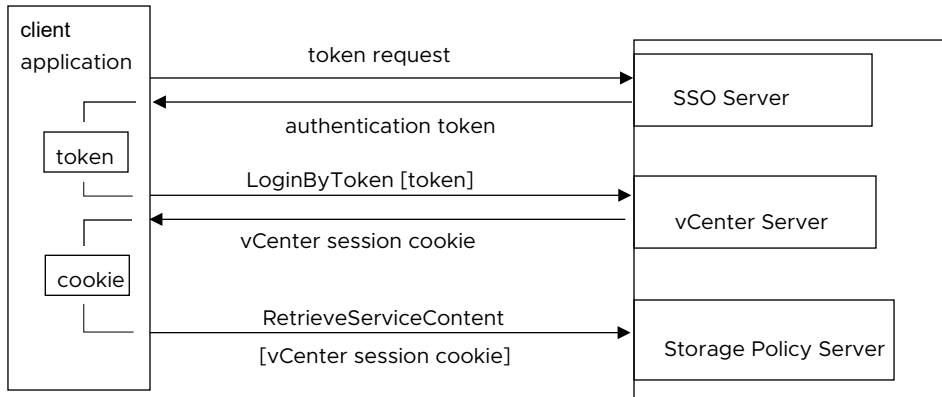 client
application
token request
SSO Server
authentication token
token
LoginByToken [token]
vCenter Server
vCenter session cookie
cookie
RetrieveServiceContent
[vCenter session cookie]
Storage Policy Server